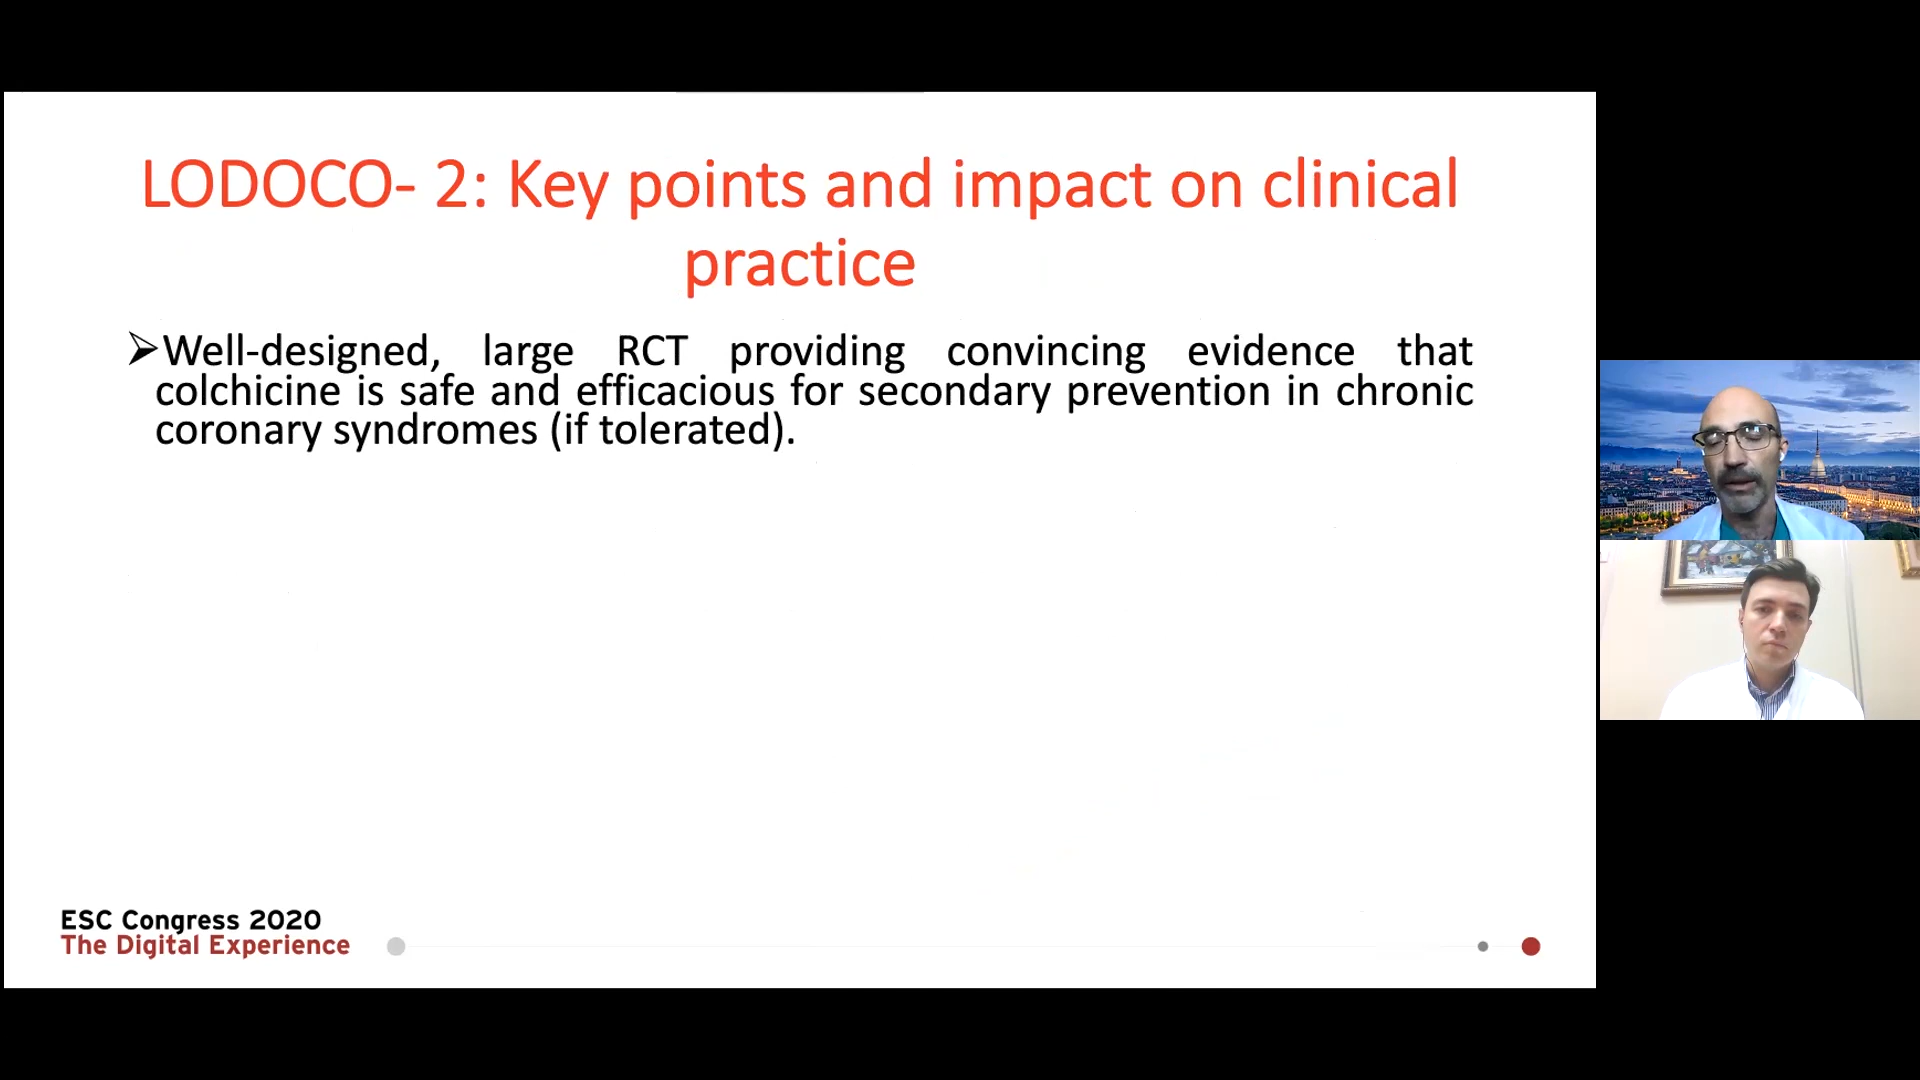 LODOCO- 2: Key points and impact on clinical
practice
➢Well-designed, large RCT providing convincing evidence that
colchicine is safe and efficacious for secondary prevention in chronic
coronary syndromes (if tolerated).
ESC Congress 2020
The Digital Experience